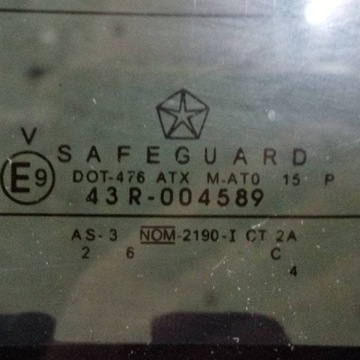 V
SAFEGUARD
E9 DOT-476 ATX M-AT0 15 P
43R-004589
AS-3 NOM-2190-I CT 2A
2 6 C
4